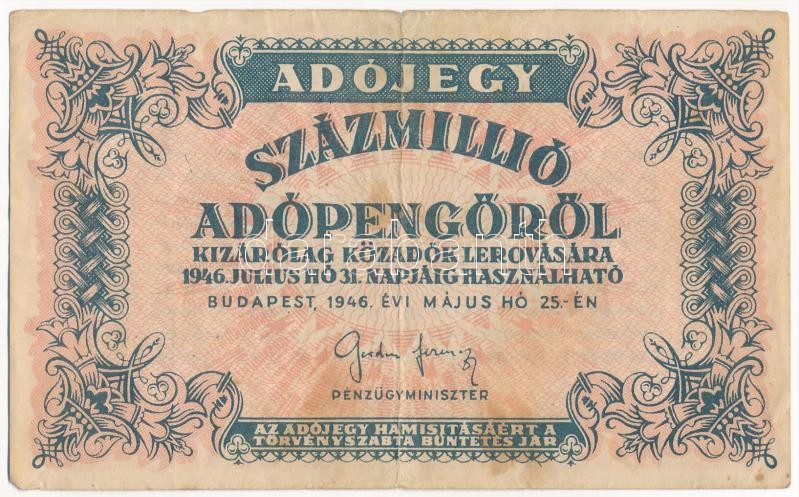 ADÓJEGY
SZÁZMILLIÓ
ADÓPENGŐRŐL
KIZÁRÓLAG KÖZADÓK LEROVÁSÁRA
1946. JULIUS HÓ 31. NAPJÁIG HASZNÁLHATÓ
BUDAPEST, 1946. ÉVI MÁJUS HÓ 25.-ÉN
PÉNZÜGYMINISZTER
AZ ADÓJEGY HAMISITÁSÁÉRT A
TÖRVÉNYSZABTA BÜNTETÉS JÁR